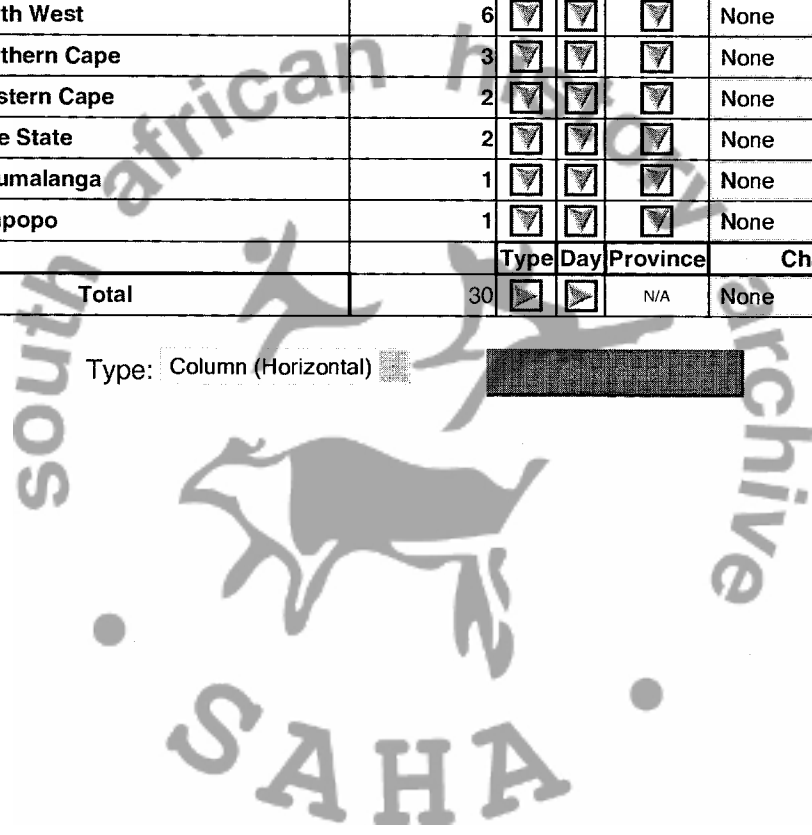 th West 6 None
thern Cape 3 None
stern Cape 2 None
e State 2 None
umalanga 1 None
popo 1 None
Type Day Province Ch
Total 30 N/A None
Type: Column (Horizontal)
south african history archive
SAHA